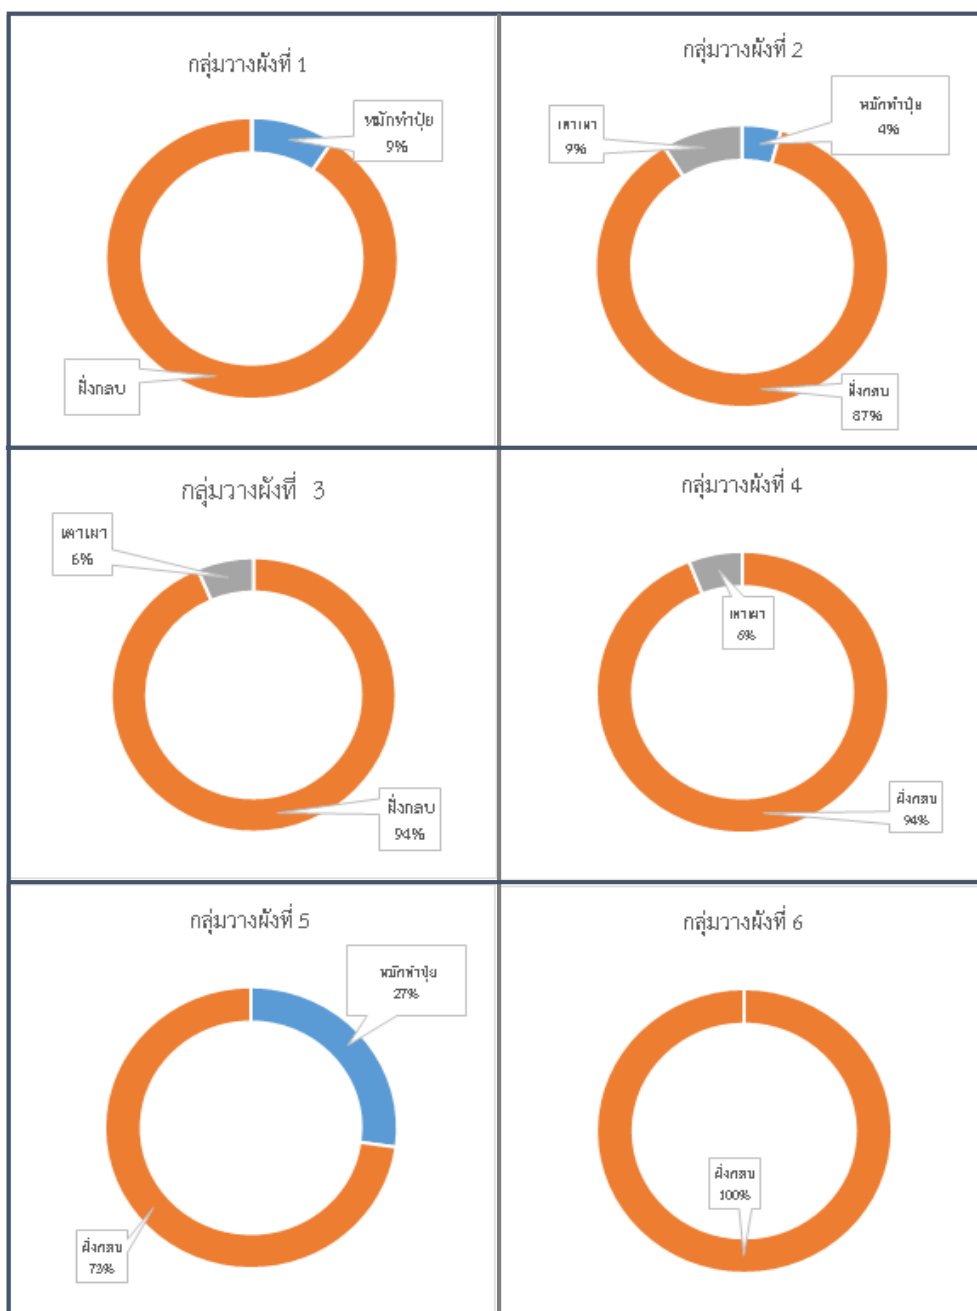 กลุ่มวางผังที่ 1
หมักทำปุ๋ย
9%
ฝังกลบ
กลุ่มวางผังที่ 2
เตาเผา
9%
หมักทำปุ๋ย
4%
ฝังกลบ
87%
กลุ่มวางผังที่ 3
เตาเผา
6%
ฝังกลบ
94%
กลุ่มวางผังที่ 4
เตาเผา
6%
ฝังกลบ
94%
กลุ่มวางผังที่ 5
หมักทำปุ๋ย
27%
ฝังกลบ
73%
กลุ่มวางผังที่ 6
ฝังกลบ
100%